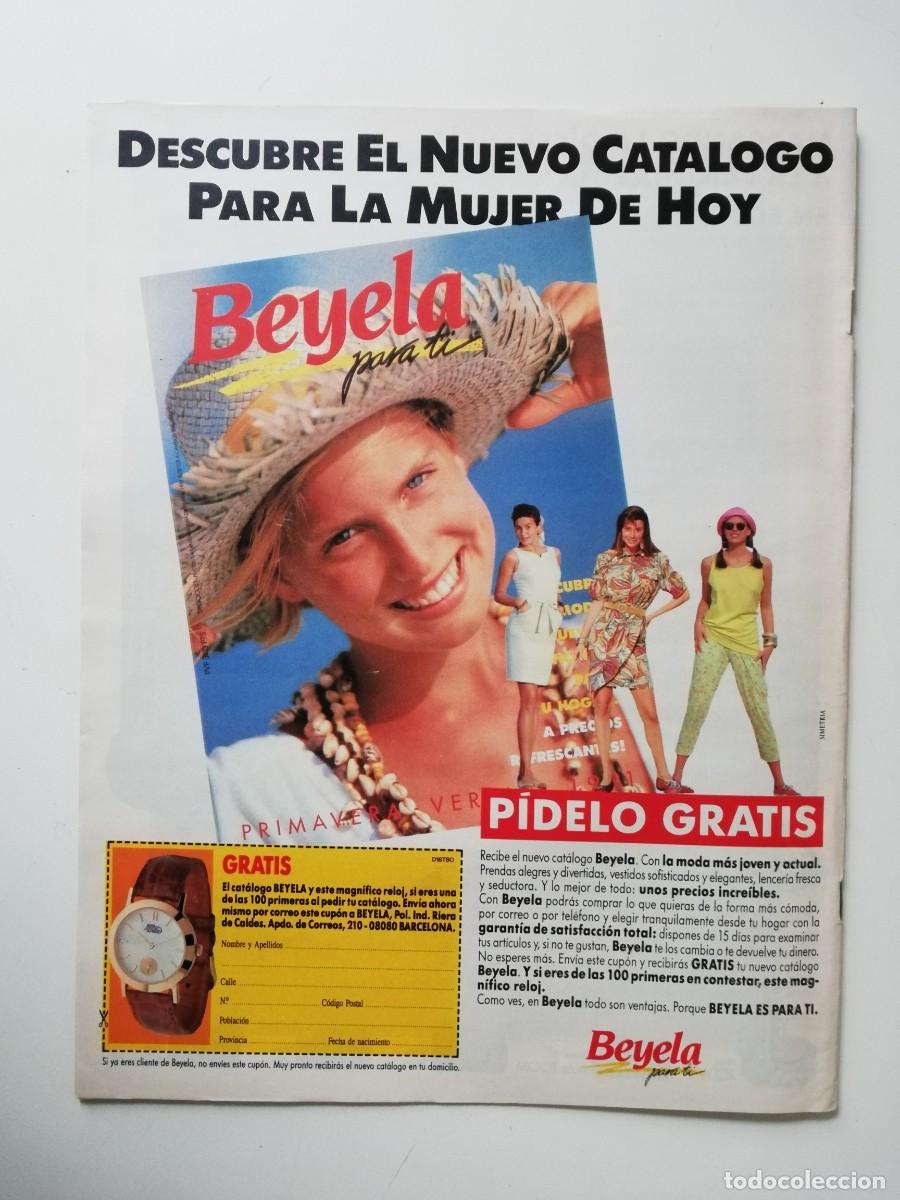 DESCUBRE EL NUEVO CATALOGO
PARA LA MUJER DE HOY
Beyela
para ti
U HOG
A PRECIOS
R FRESCANTES!
PRIMAVERA VER
SIMETRIA
PÍDELO GRATIS
Recibe el nuevo catálogo Beyela. Con la moda más joven y actual.
Prendas alegres y divertidas, vestidos sofisticados y elegantes, lencería fresca
y seductora. Y lo mejor de todo: unos precios increíbles.
Con Beyela podrás comprar lo que quieras de la forma más cómoda,
por correo o por teléfono y elegir tranquilamente desde tu hogar con la
garantía de satisfacción total: dispones de 15 días para examinar
tus artículos y, si no te gustan, Beyela te los cambia o te devuelve tu dinero.
No esperes más. Envía este cupón y recibirás GRATIS tu nuevo catálogo
Beyela. Y si eres de las 100 primeras en contestar, este mag-
nífico reloj.
Como ves, en Beyela todo son ventajas. Porque BEYELA ES PARA TI.
Beyela
para ti
GRATIS
D16TBO
El catálogo BEYELA y este magnífico reloj, si eres una
de las 100 primeras al pedir tu catálogo. Envía ahora
mismo por correo este cupón a BEYELA, Pol. Ind. Riera
de Caldes. Apdo. de Correos, 210 - 08080 BARCELONA.
Nombre y Apellidos
Calle
Nº Código Postal
Población
Provincia Fecha de nacimiento
Si ya eres cliente de Beyela, no envíes este cupón. Muy pronto recibirás el nuevo catálogo en tu domicilio.
todocoleccion